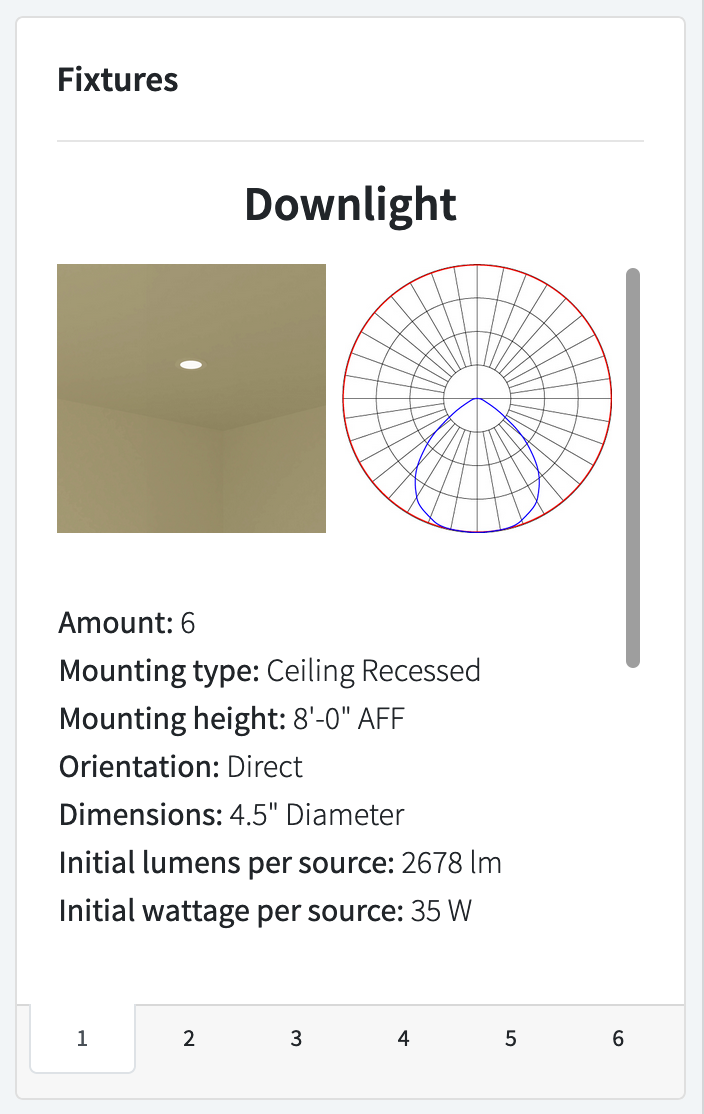 Fixtures
Downlight
Amount: 6
Mounting type: Ceiling Recessed
Mounting height: 8'-0" AFF
Orientation: Direct
Dimensions: 4.5" Diameter
Initial lumens per source: 2678 lm
Initial wattage per source: 35 W
1 2 3 4 5 6